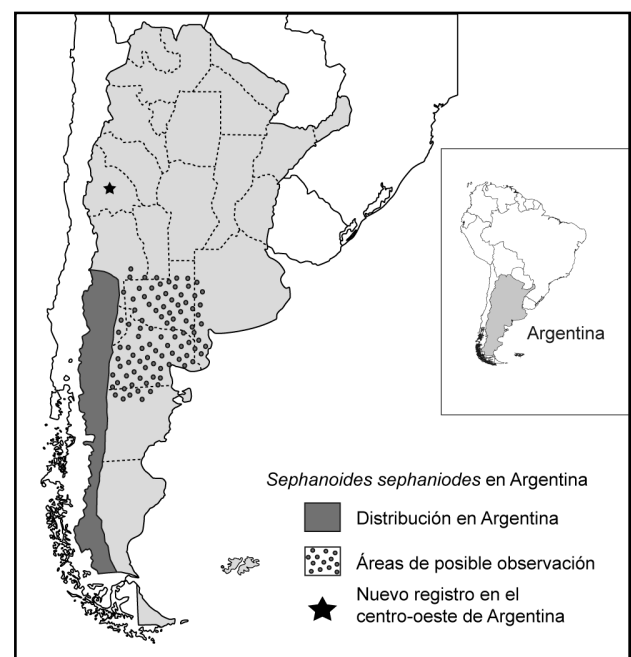 Argentina
Sephanoides sephaniodes en Argentina
Distribución en Argentina
Áreas de posible observación
Nuevo registro en el
centro-oeste de Argentina